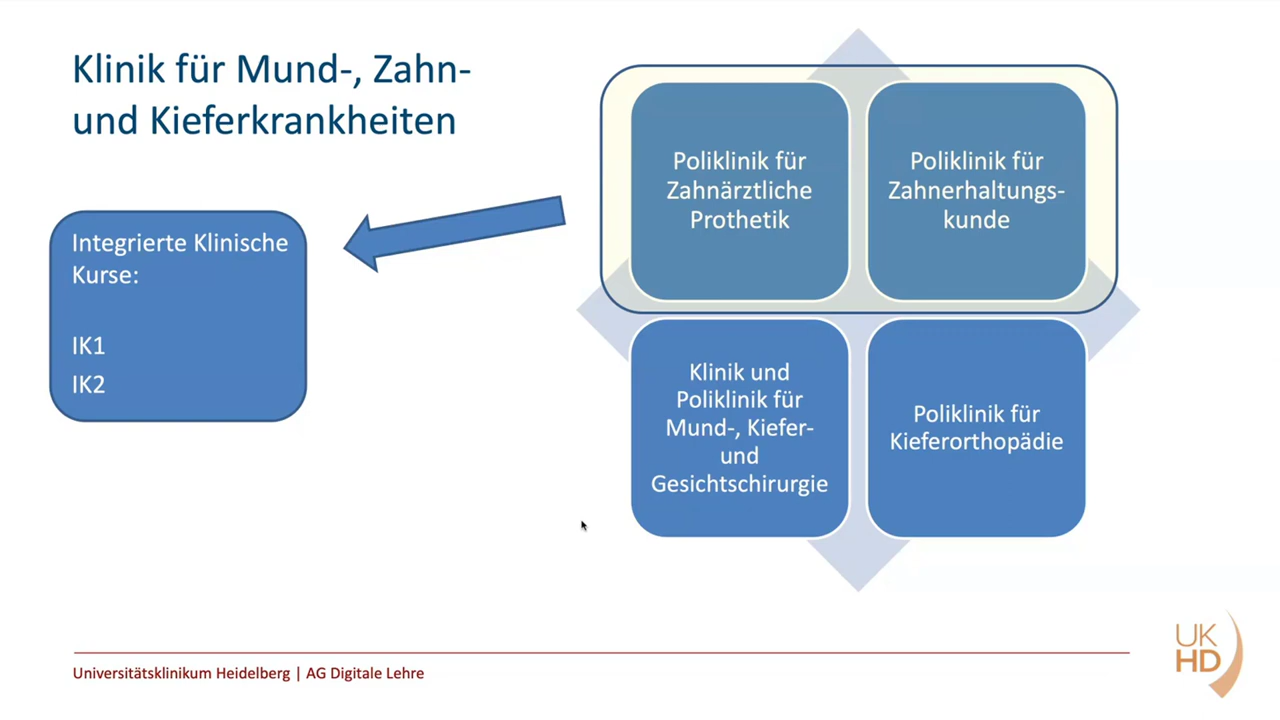 Klinik für Mund-, Zahn-
und Kieferkrankheiten
Integrierte Klinische
Kurse:
IK1
IK2
Poliklinik für
Zahnärztliche
Prothetik
Poliklinik für
Zahnerhaltungs-
kunde
Klinik und
Poliklinik für
Mund-, Kiefer-
und
Gesichtschirurgie
Poliklinik für
Kieferorthopädie
Universitätsklinikum Heidelberg | AG Digitale Lehre
UK
HD